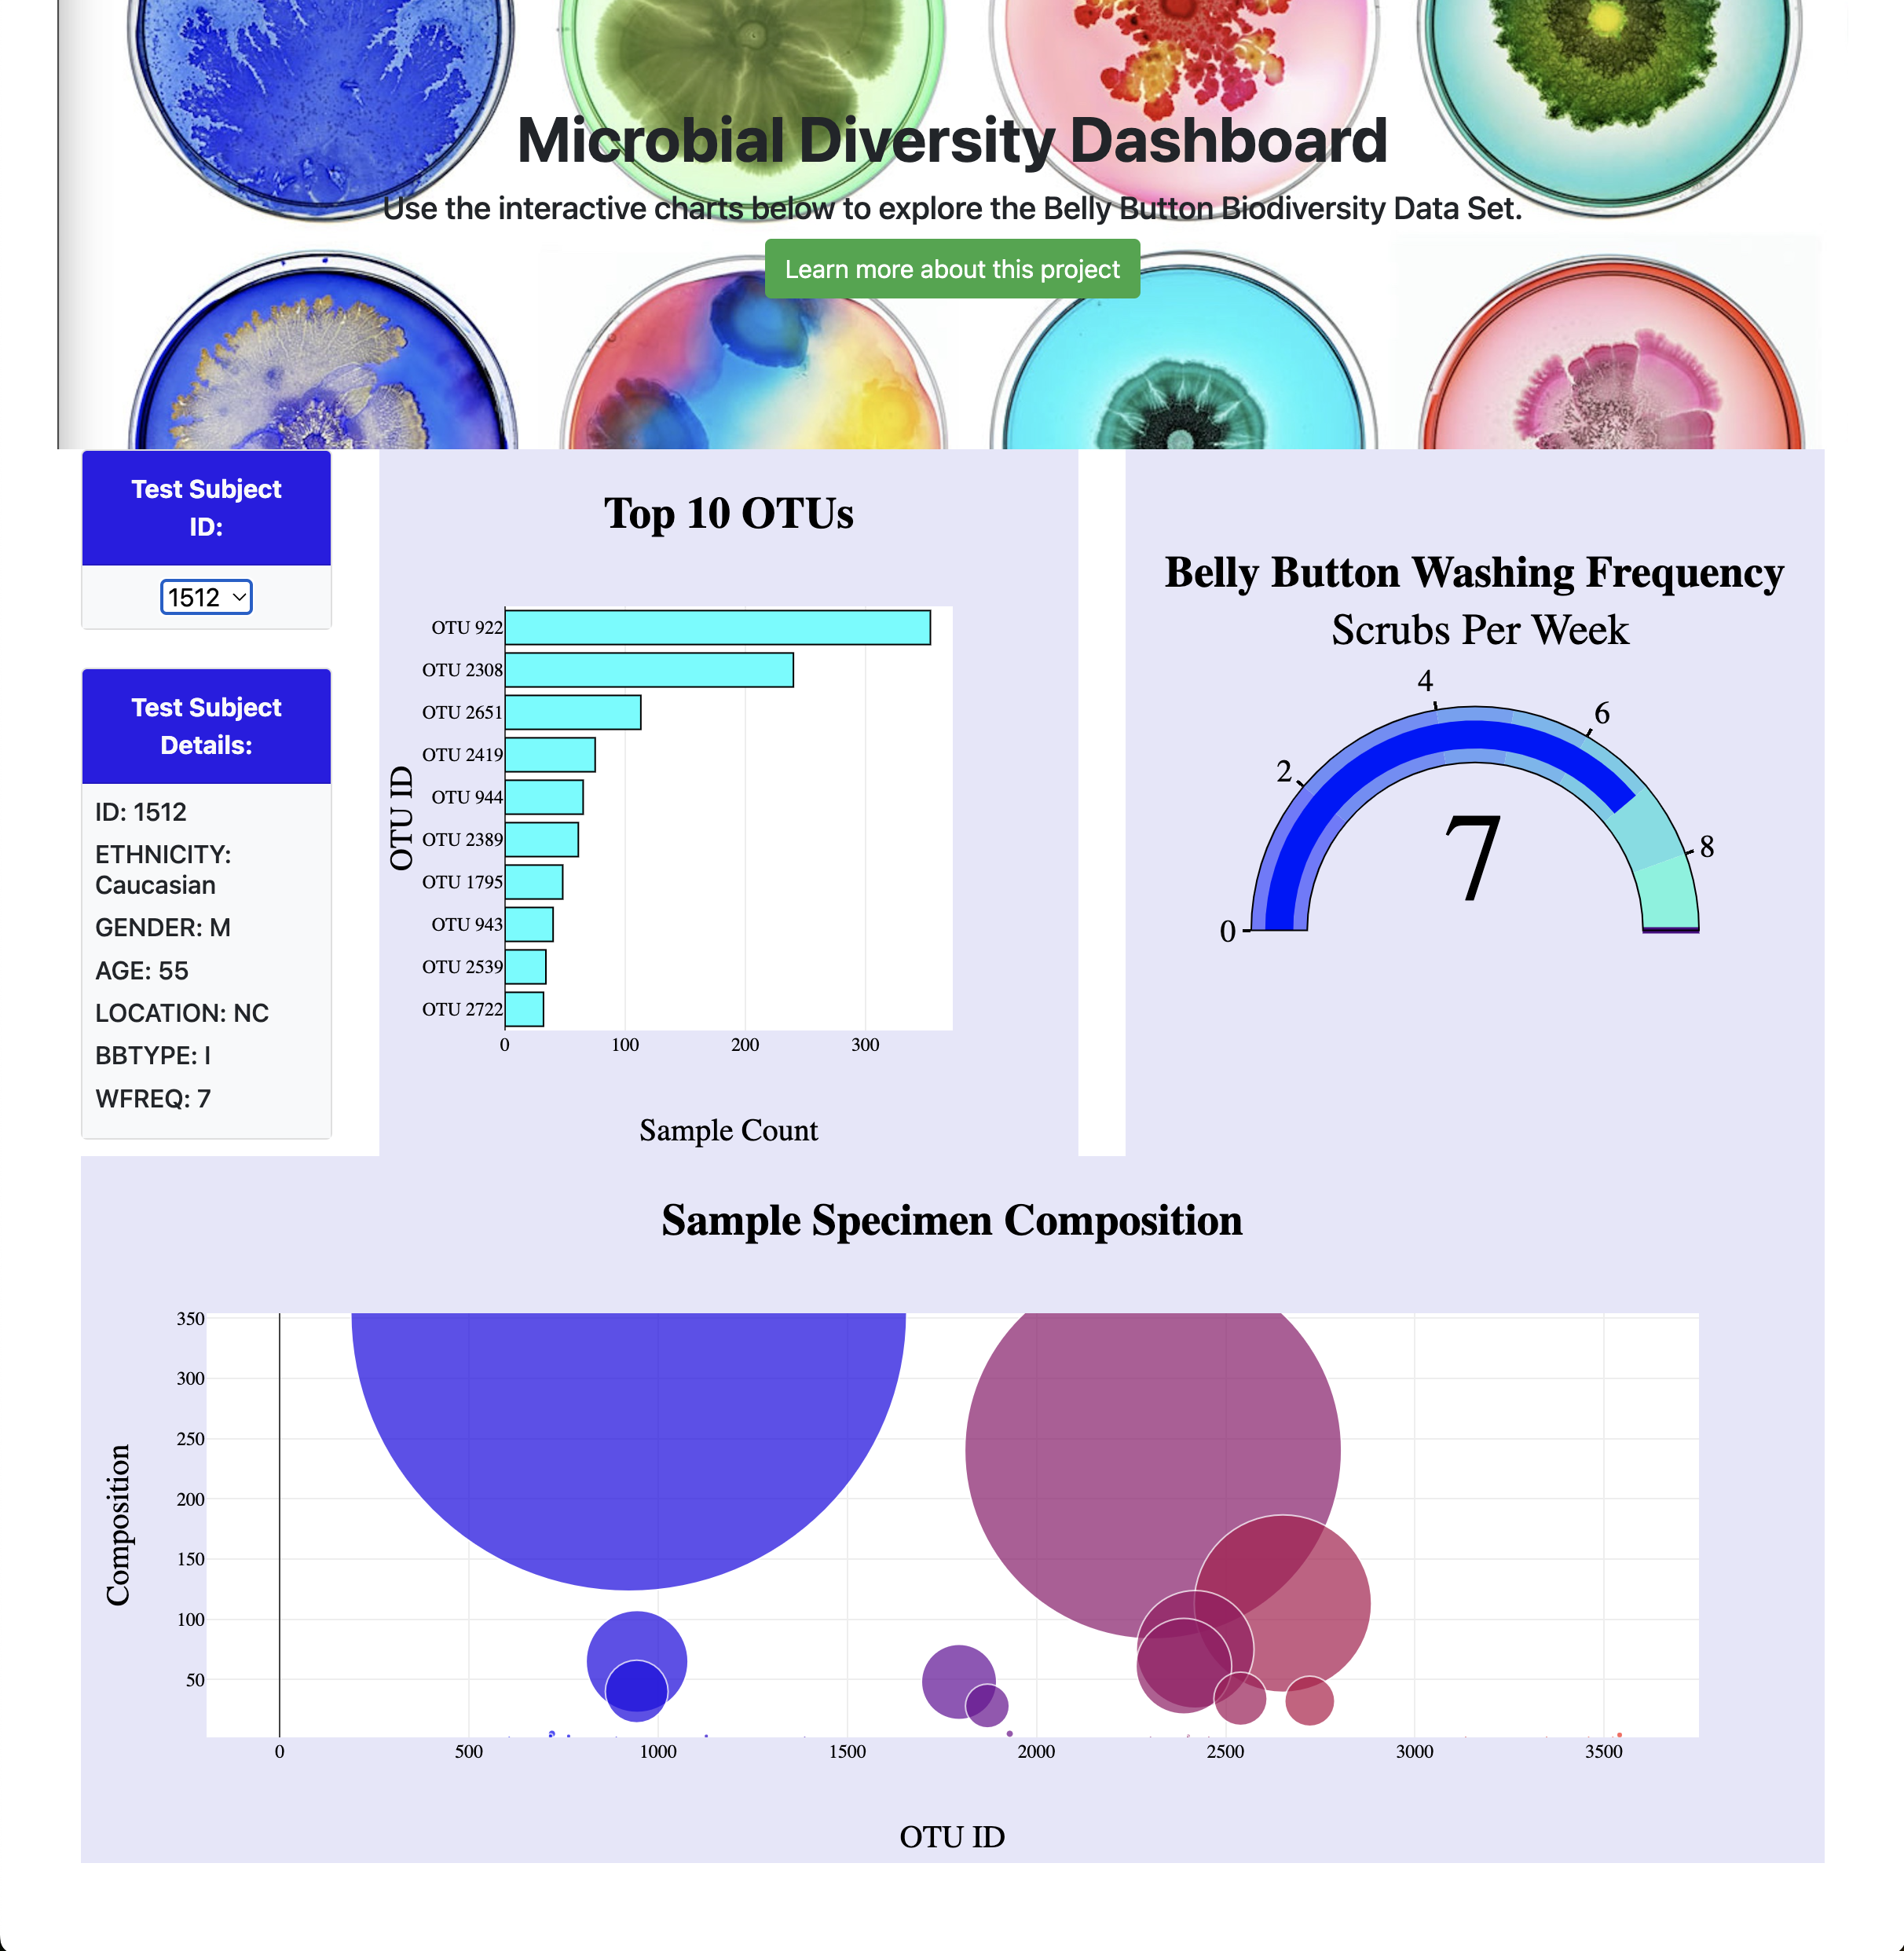 Microbial Diversity Dashboard
Use the interactive charts below to explore the Belly Button Biodiversity Data Set.
Learn more about this project
Test Subject
ID:
1512
Test Subject
Details:
ID: 1512
ETHNICITY:
Caucasian
GENDER: M
AGE: 55
LOCATION: NC
BBTYPE: I
WFREQ: 7
Top 10 OTUs
OTU ID
OTU 922
OTU 2308
OTU 2651
OTU 2419
OTU 944
OTU 2389
OTU 1795
OTU 943
OTU 2539
OTU 2722
0 100 200 300
Sample Count
Belly Button Washing Frequency
Scrubs Per Week
0
2
4
6
8
7
Sample Specimen Composition
Composition
350
300
250
200
150
100
50
0 500 1000 1500 2000 2500 3000 3500
OTU ID